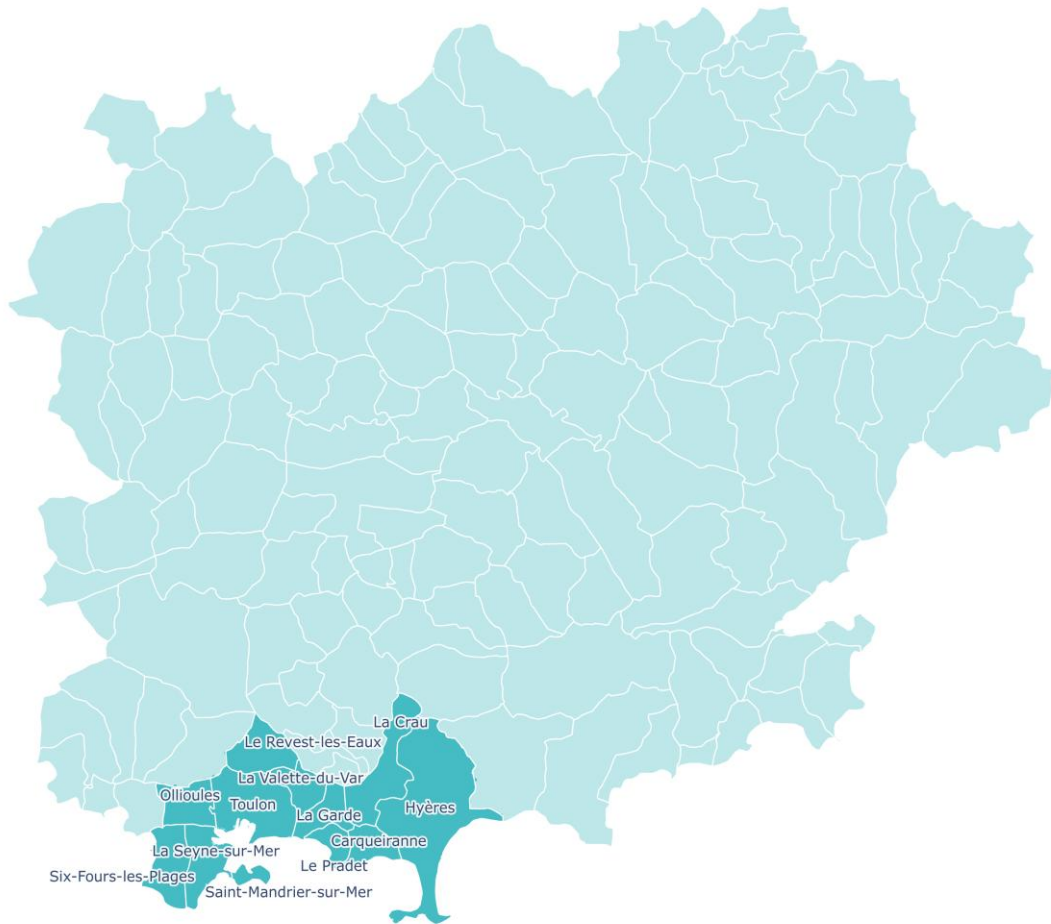 La Crau
Le Revest-les-Eaux
La Valette-du-Var
Ollioules
Toulon
La Garde
Hyères
Carqueiranne
La Seyne-sur-Mer
Le Pradet
Six-Fours-les-Plages
Saint-Mandrier-sur-Mer